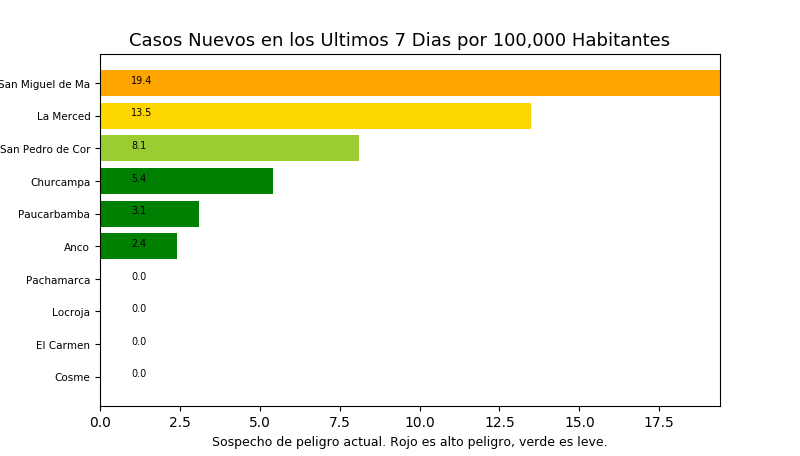 Casos Nuevos en los Ultimos 7 Dias por 100,000 Habitantes
San Miguel de Ma 19.4
La Merced 13.5
San Pedro de Cor 8.1
Churcampa 5.4
Paucarbamba 3.1
Anco 2.4
Pachamarca 0.0
Locroja 0.0
El Carmen 0.0
Cosme 0.0
0.0 2.5 5.0 7.5 10.0 12.5 15.0 17.5
Sospecho de peligro actual. Rojo es alto peligro, verde es leve.